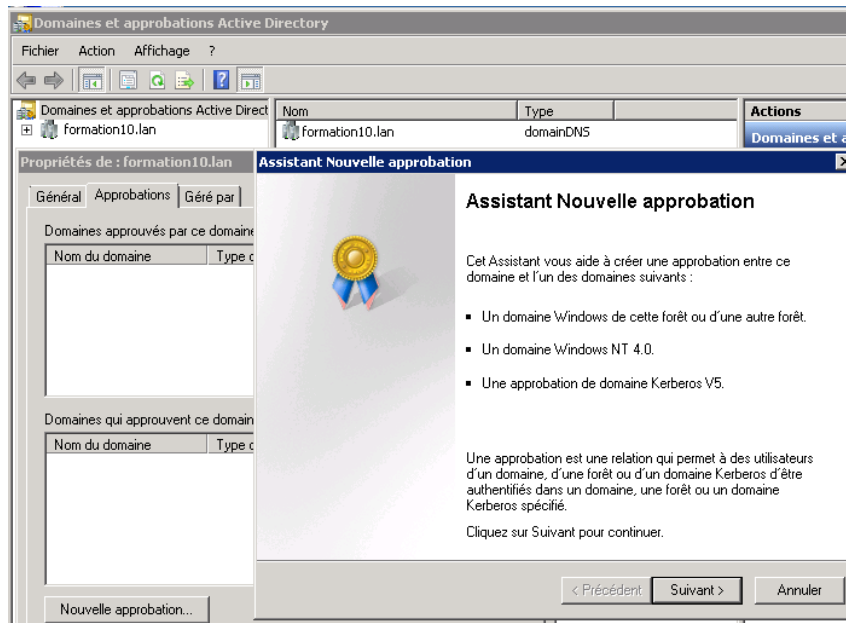 Domaines et approbations Active Directory
Fichier Action Affichage ?
Domaines et approbations Active Direct
formation10.lan
Nom Type
formation10.lan domainDNS
Actions
Domaines et a
Propriétés de : formation10.lan
Général Approbations Géré par
Domaines approuvés par ce domaine
Nom du domaine Type d
Domaines qui approuvent ce domain
Nom du domaine Type d
Nouvelle approbation...
Assistant Nouvelle approbation
Assistant Nouvelle approbation
Cet Assistant vous aide à créer une approbation entre ce
domaine et l'un des domaines suivants :
▪ Un domaine Windows de cette forêt ou d'une autre forêt.
▪ Un domaine Windows NT 4.0.
▪ Une approbation de domaine Kerberos V5.
Une approbation est une relation qui permet à des utilisateurs
d'un domaine, d'une forêt ou d'un domaine Kerberos d'être
authentifiés dans un domaine, une forêt ou un domaine
Kerberos spécifié.
Cliquez sur Suivant pour continuer.
< Précédent Suivant > Annuler